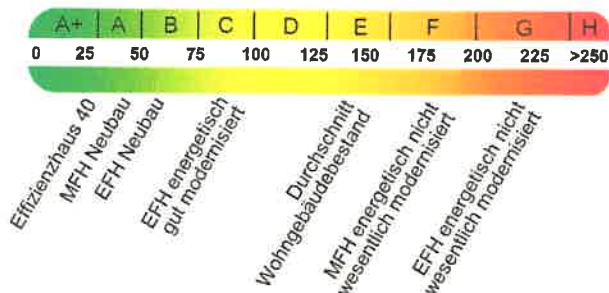 A+ A B C D E F G H
0 25 50 75 100 125 150 175 200 225 >250
Effizienzhaus 40
MFH Neubau
EFH Neubau
EFH energetisch
gut modernisiert
Durchschnitt
Wohngebäudebestand
MFH energetisch nicht
wesentlich modernisiert
EFH energetisch nicht
wesentlich modernisiert